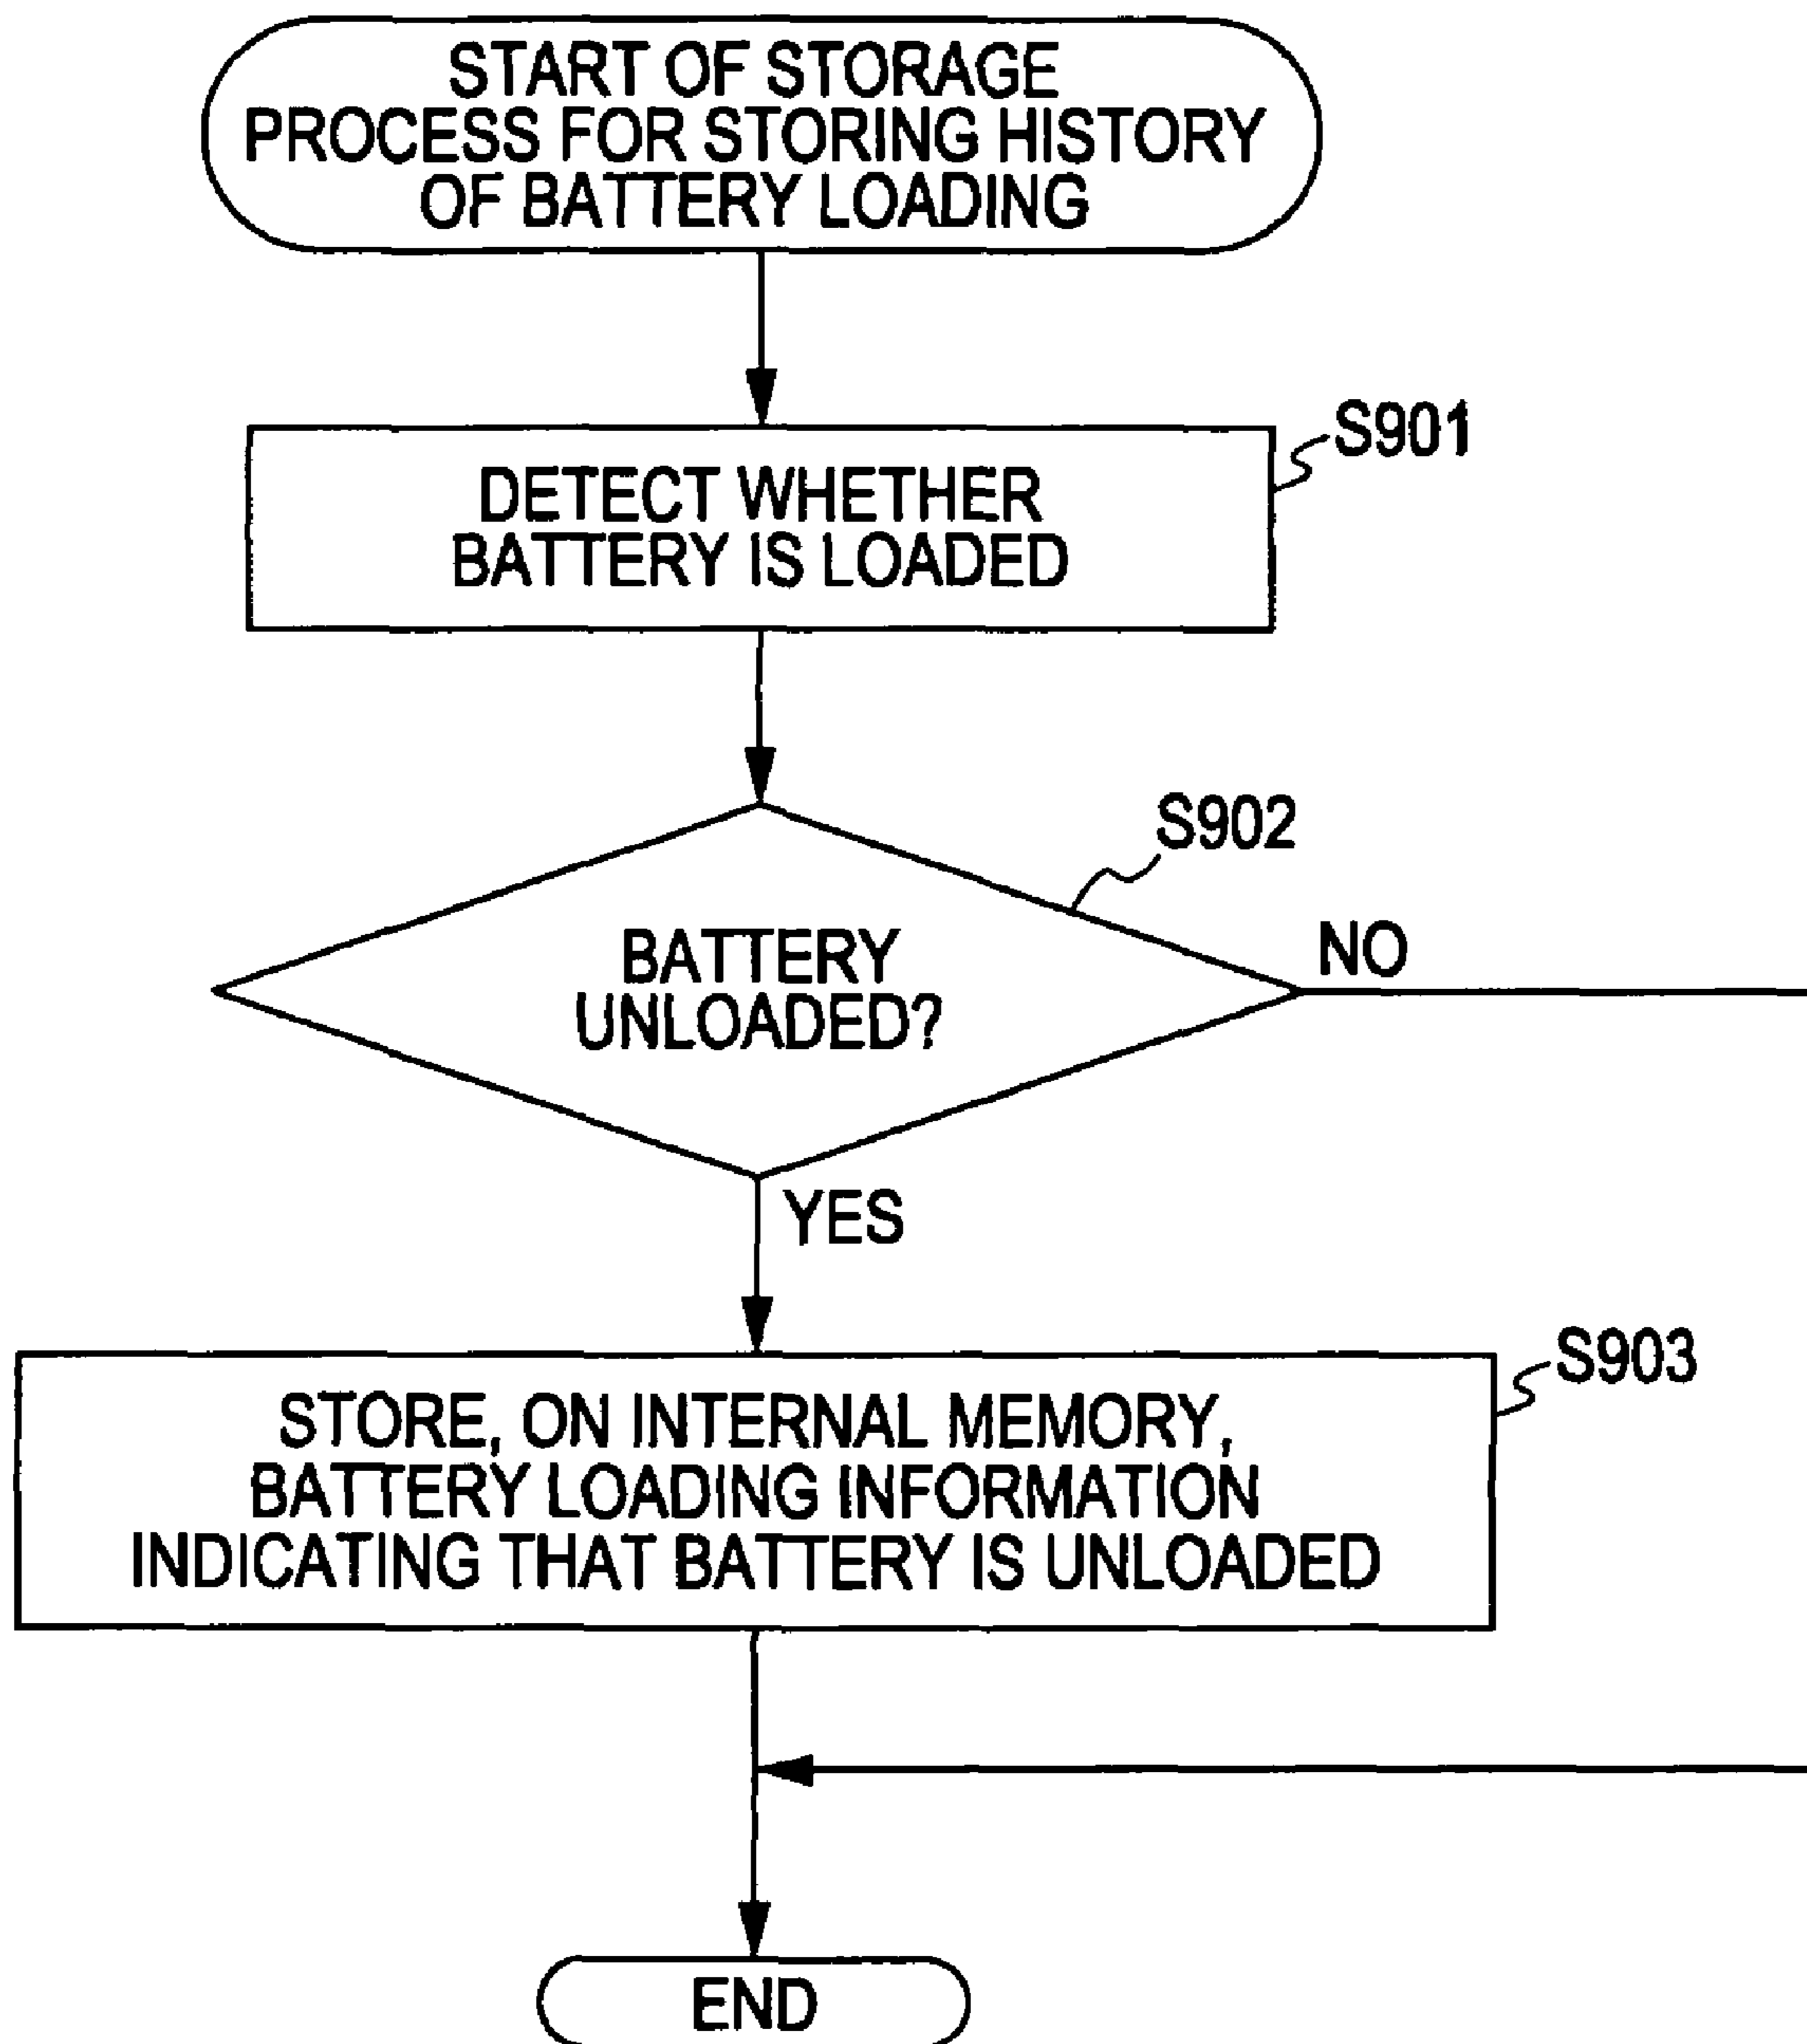 START OF STORAGE
PROCESS FOR STORING HISTORY
OF BATTERY LOADING
S901
DETECT WHETHER
BATTERY IS LOADED
S902
BATTERY
UNLOADED?
NO
YES
S903
STORE, ON INTERNAL MEMORY,
BATTERY LOADING INFORMATION
INDICATING THAT BATTERY IS UNLOADED
END